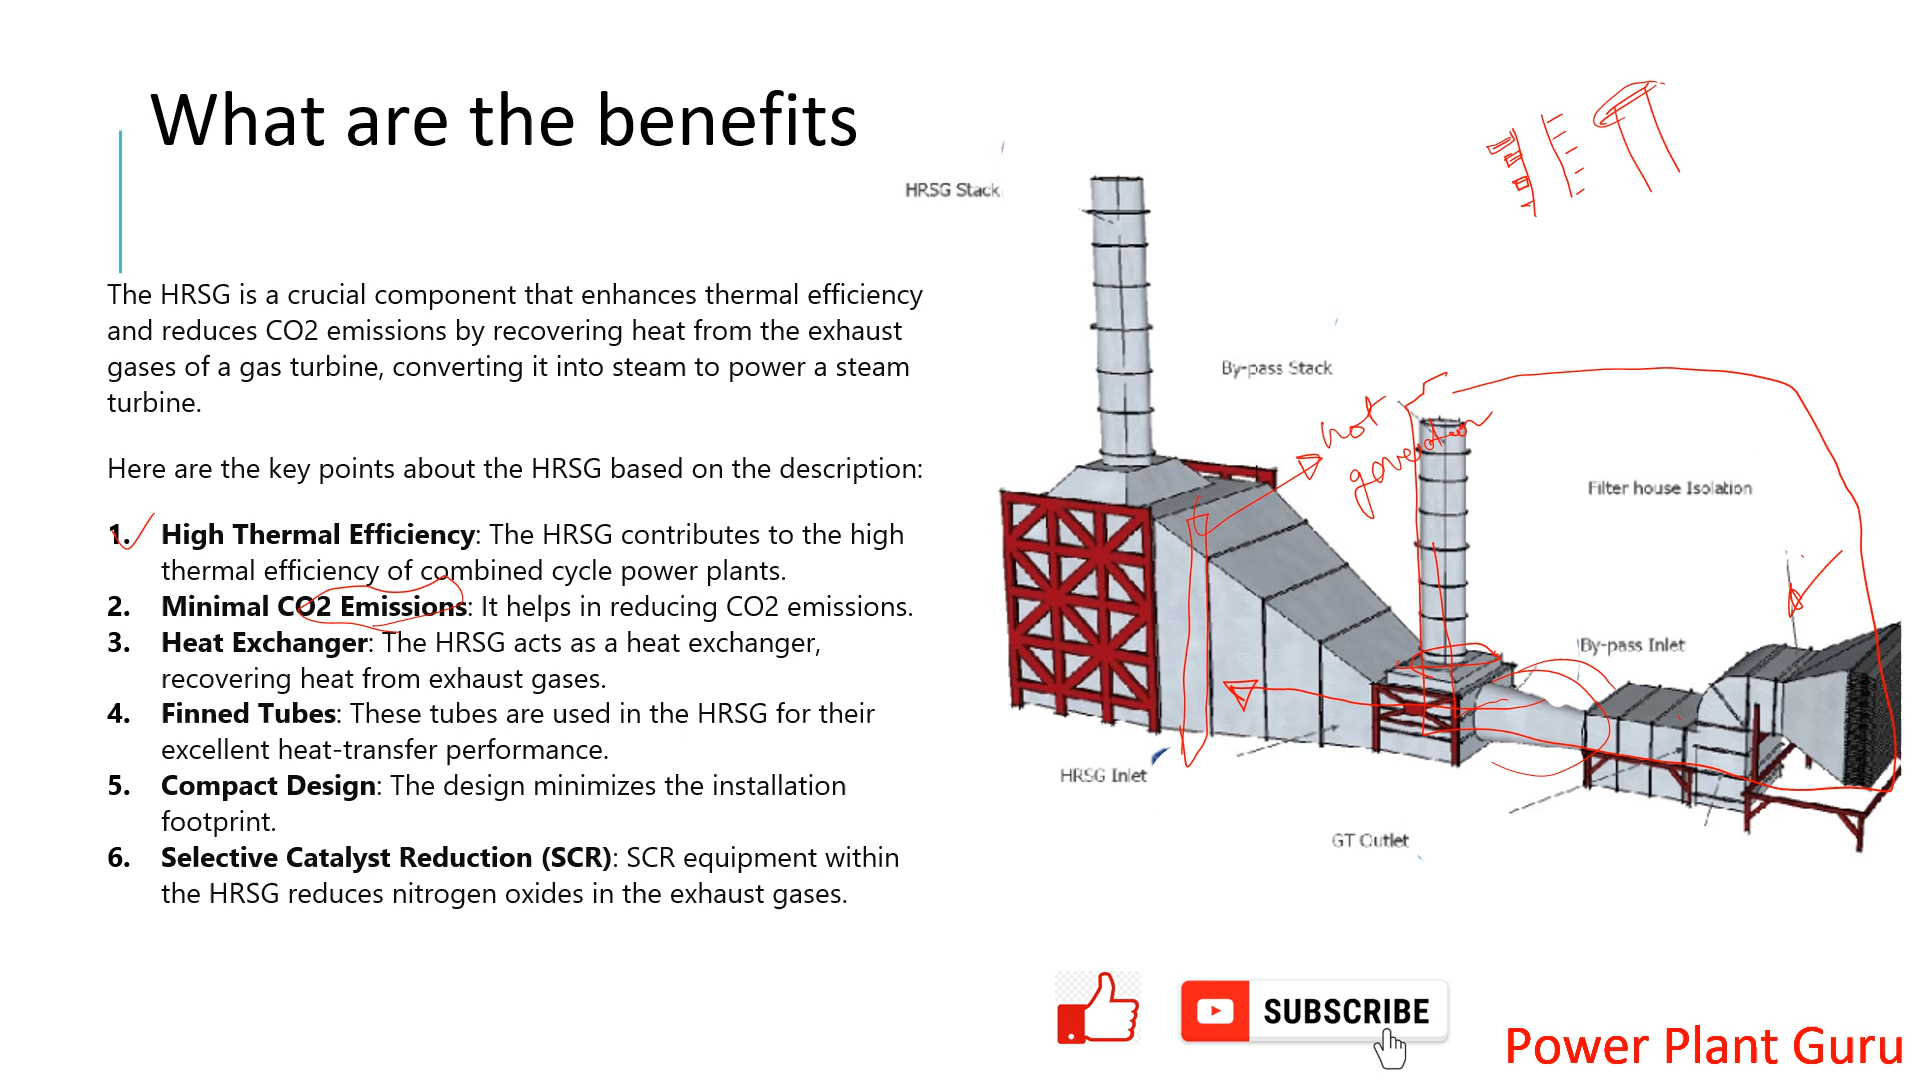 What are the benefits
The HRSG is a crucial component that enhances thermal efficiency
and reduces CO2 emissions by recovering heat from the exhaust
gases of a gas turbine, converting it into steam to power a steam
turbine.
Here are the key points about the HRSG based on the description:
1. High Thermal Efficiency: The HRSG contributes to the high
thermal efficiency of combined cycle power plants.
2. Minimal CO2 Emissions: It helps in reducing CO2 emissions.
3. Heat Exchanger: The HRSG acts as a heat exchanger,
recovering heat from exhaust gases.
4. Finned Tubes: These tubes are used in the HRSG for their
excellent heat-transfer performance.
5. Compact Design: The design minimizes the installation
footprint.
6. Selective Catalyst Reduction (SCR): SCR equipment within
the HRSG reduces nitrogen oxides in the exhaust gases.
HRSG Stack
By-pass Stack
Filter house Isolation
By-pass Inlet
HRSG Inlet
GT Outlet
SUBSCRIBE
Power Plant Guru